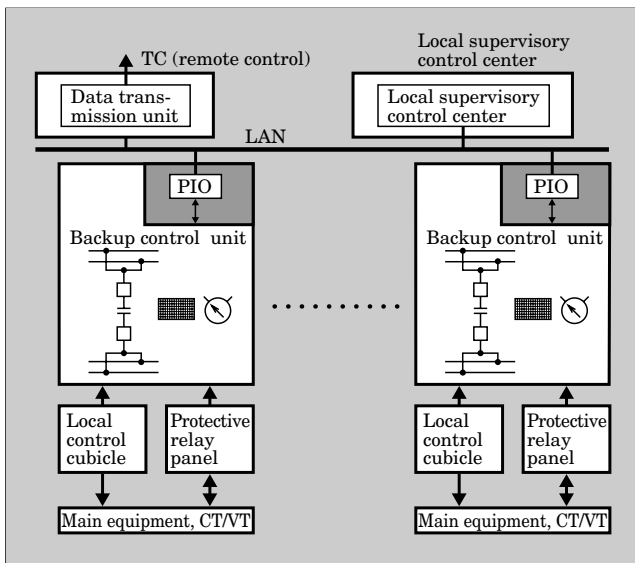 TC (remote control)
Local supervisory
control center
Data trans-
mission unit
Local supervisory
control center
LAN
PIO
PIO
Backup control unit
Backup control unit
Local
control
cubicle
Protective
relay
panel
Local
control
cubicle
Protective
relay
panel
Main equipment, CT/VT
Main equipment, CT/VT